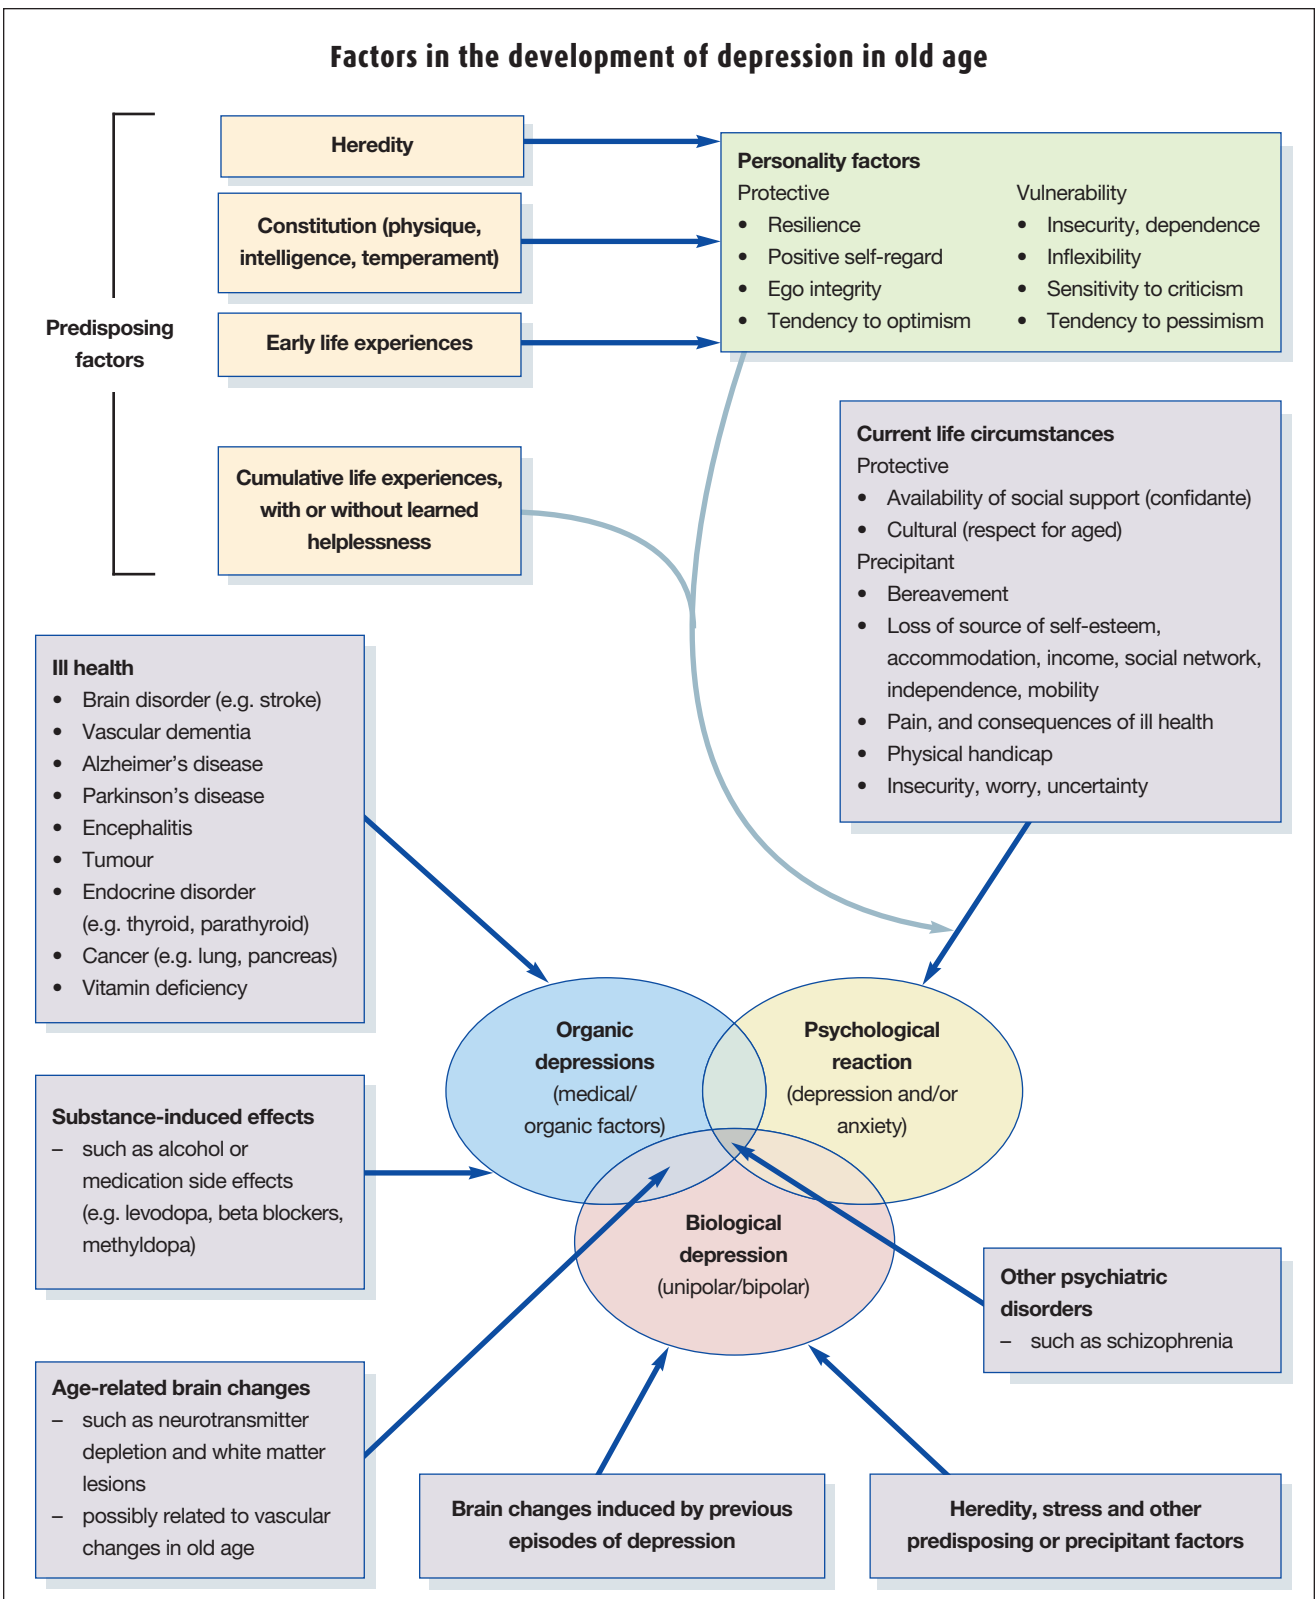 Factors in the development of depression in old age
Predisposing
factors
Heredity
Constitution (physique,
intelligence, temperament)
Early life experiences
Cumulative life experiences,
with or without learned
helplessness
Personality factors
Protective
• Resilience
• Positive self-regard
• Ego integrity
• Tendency to optimism
Vulnerability
• Insecurity, dependence
• Inflexibility
• Sensitivity to criticism
• Tendency to pessimism
Current life circumstances
Protective
• Availability of social support (confidante)
• Cultural (respect for aged)
Precipitant
• Bereavement
• Loss of source of self-esteem,
accommodation, income, social network,
independence, mobility
• Pain, and consequences of ill health
• Physical handicap
• Insecurity, worry, uncertainty
Ill health
• Brain disorder (e.g. stroke)
• Vascular dementia
• Alzheimer's disease
• Parkinson's disease
• Encephalitis
• Tumour
• Endocrine disorder
(e.g. thyroid, parathyroid)
• Cancer (e.g. lung, pancreas)
• Vitamin deficiency
Organic
depressions
(medical/
organic factors)
Psychological
reaction
(depression and/or
anxiety)
Biological
depression
(unipolar/bipolar)
Substance-induced effects
– such as alcohol or
medication side effects
(e.g. levodopa, beta blockers,
methyldopa)
Other psychiatric
disorders
– such as schizophrenia
Age-related brain changes
– such as neurotransmitter
depletion and white matter
lesions
– possibly related to vascular
changes in old age
Brain changes induced by previous
episodes of depression
Heredity, stress and other
predisposing or precipitant factors